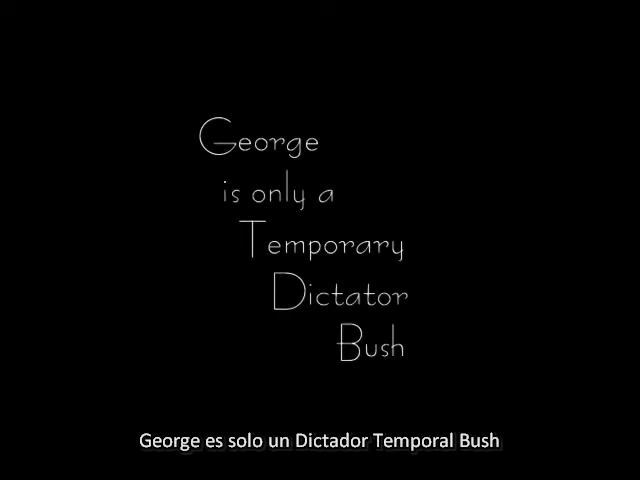 George
is only a
Temporary
Dictator
Bush
George es solo un Dictador Temporal Bush